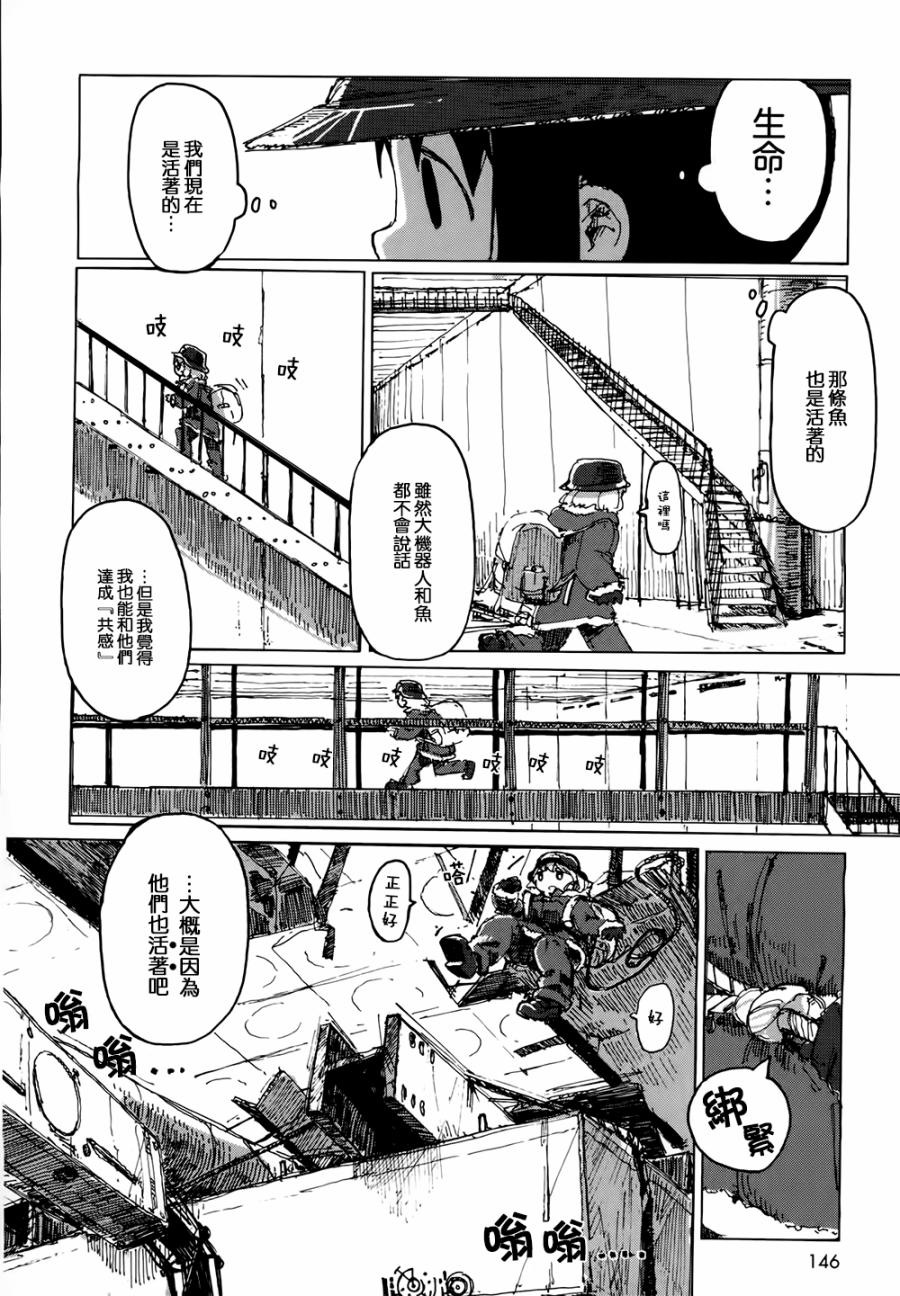 生命…
我們現在
是活著的…
那條魚
也是活著的
這裡嗎
雖然大機器人和魚
都不會說話
吱
吱
吱
…但是我覺得
我也能和他們
達成『共感』
吱
吱
吱
吱
吱
吱
綁
緊
好
嗒
正正好
…大概是因為
他們也活著吧
嗡
嗡
…
嗡
嗡
…
146